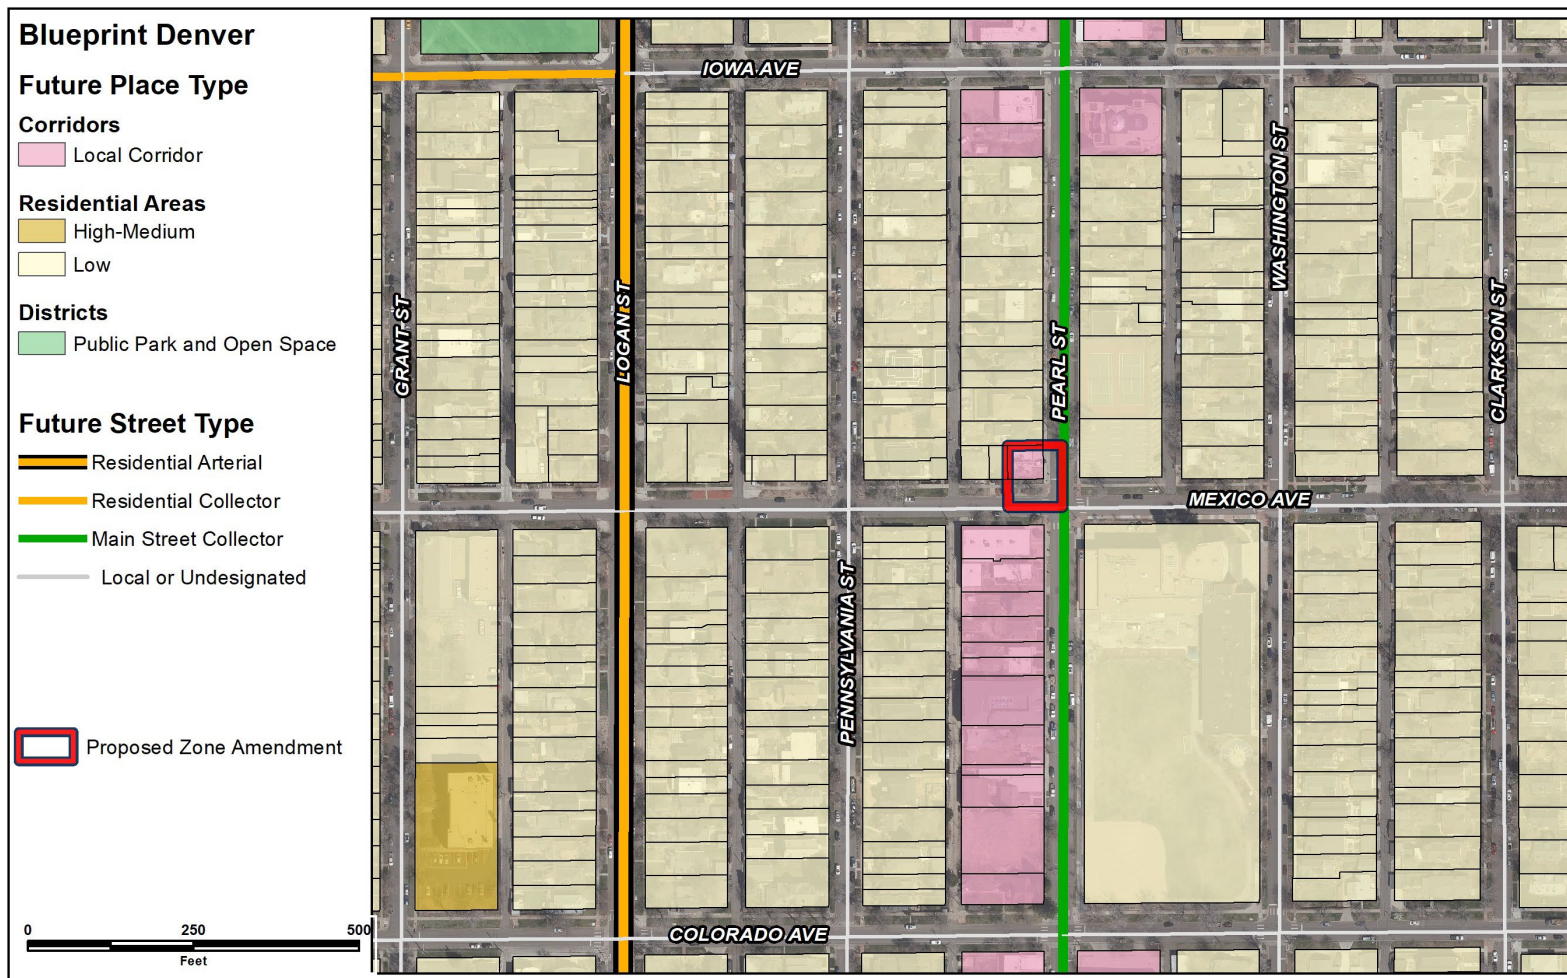 Blueprint Denver
Future Place Type
Corridors
Local Corridor
Residential Areas
High-Medium
Low
Districts
Public Park and Open Space
Future Street Type
Residential Arterial
Residential Collector
Main Street Collector
Local or Undesignated
Proposed Zone Amendment
0 250 500
Feet
IOWA AVE
GRANT ST
LOGAN ST
PEARL ST
WASHINGTON ST
CLARKSON ST
MEXICO AVE
PENNSYLVANIA ST
COLORADO AVE